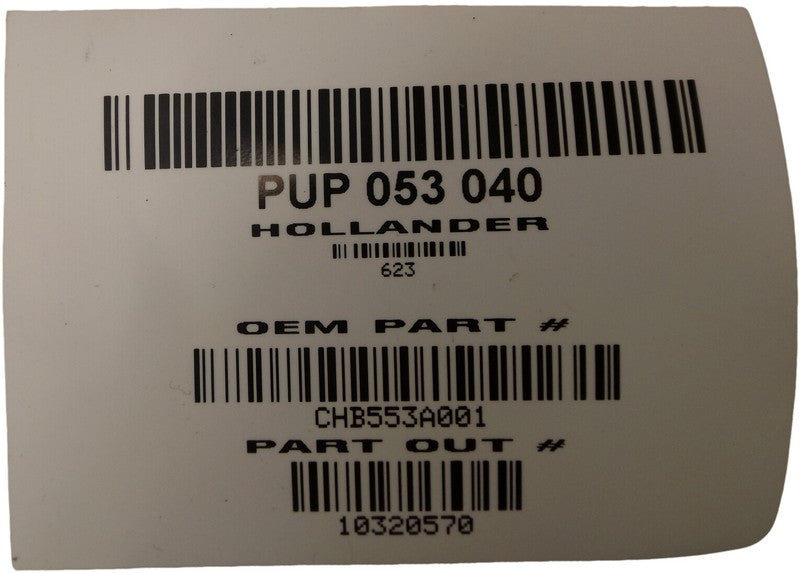 PUP 053 040
HOLLANDER
623
OEM PART #
CHB553A001
PART OUT #
10320570